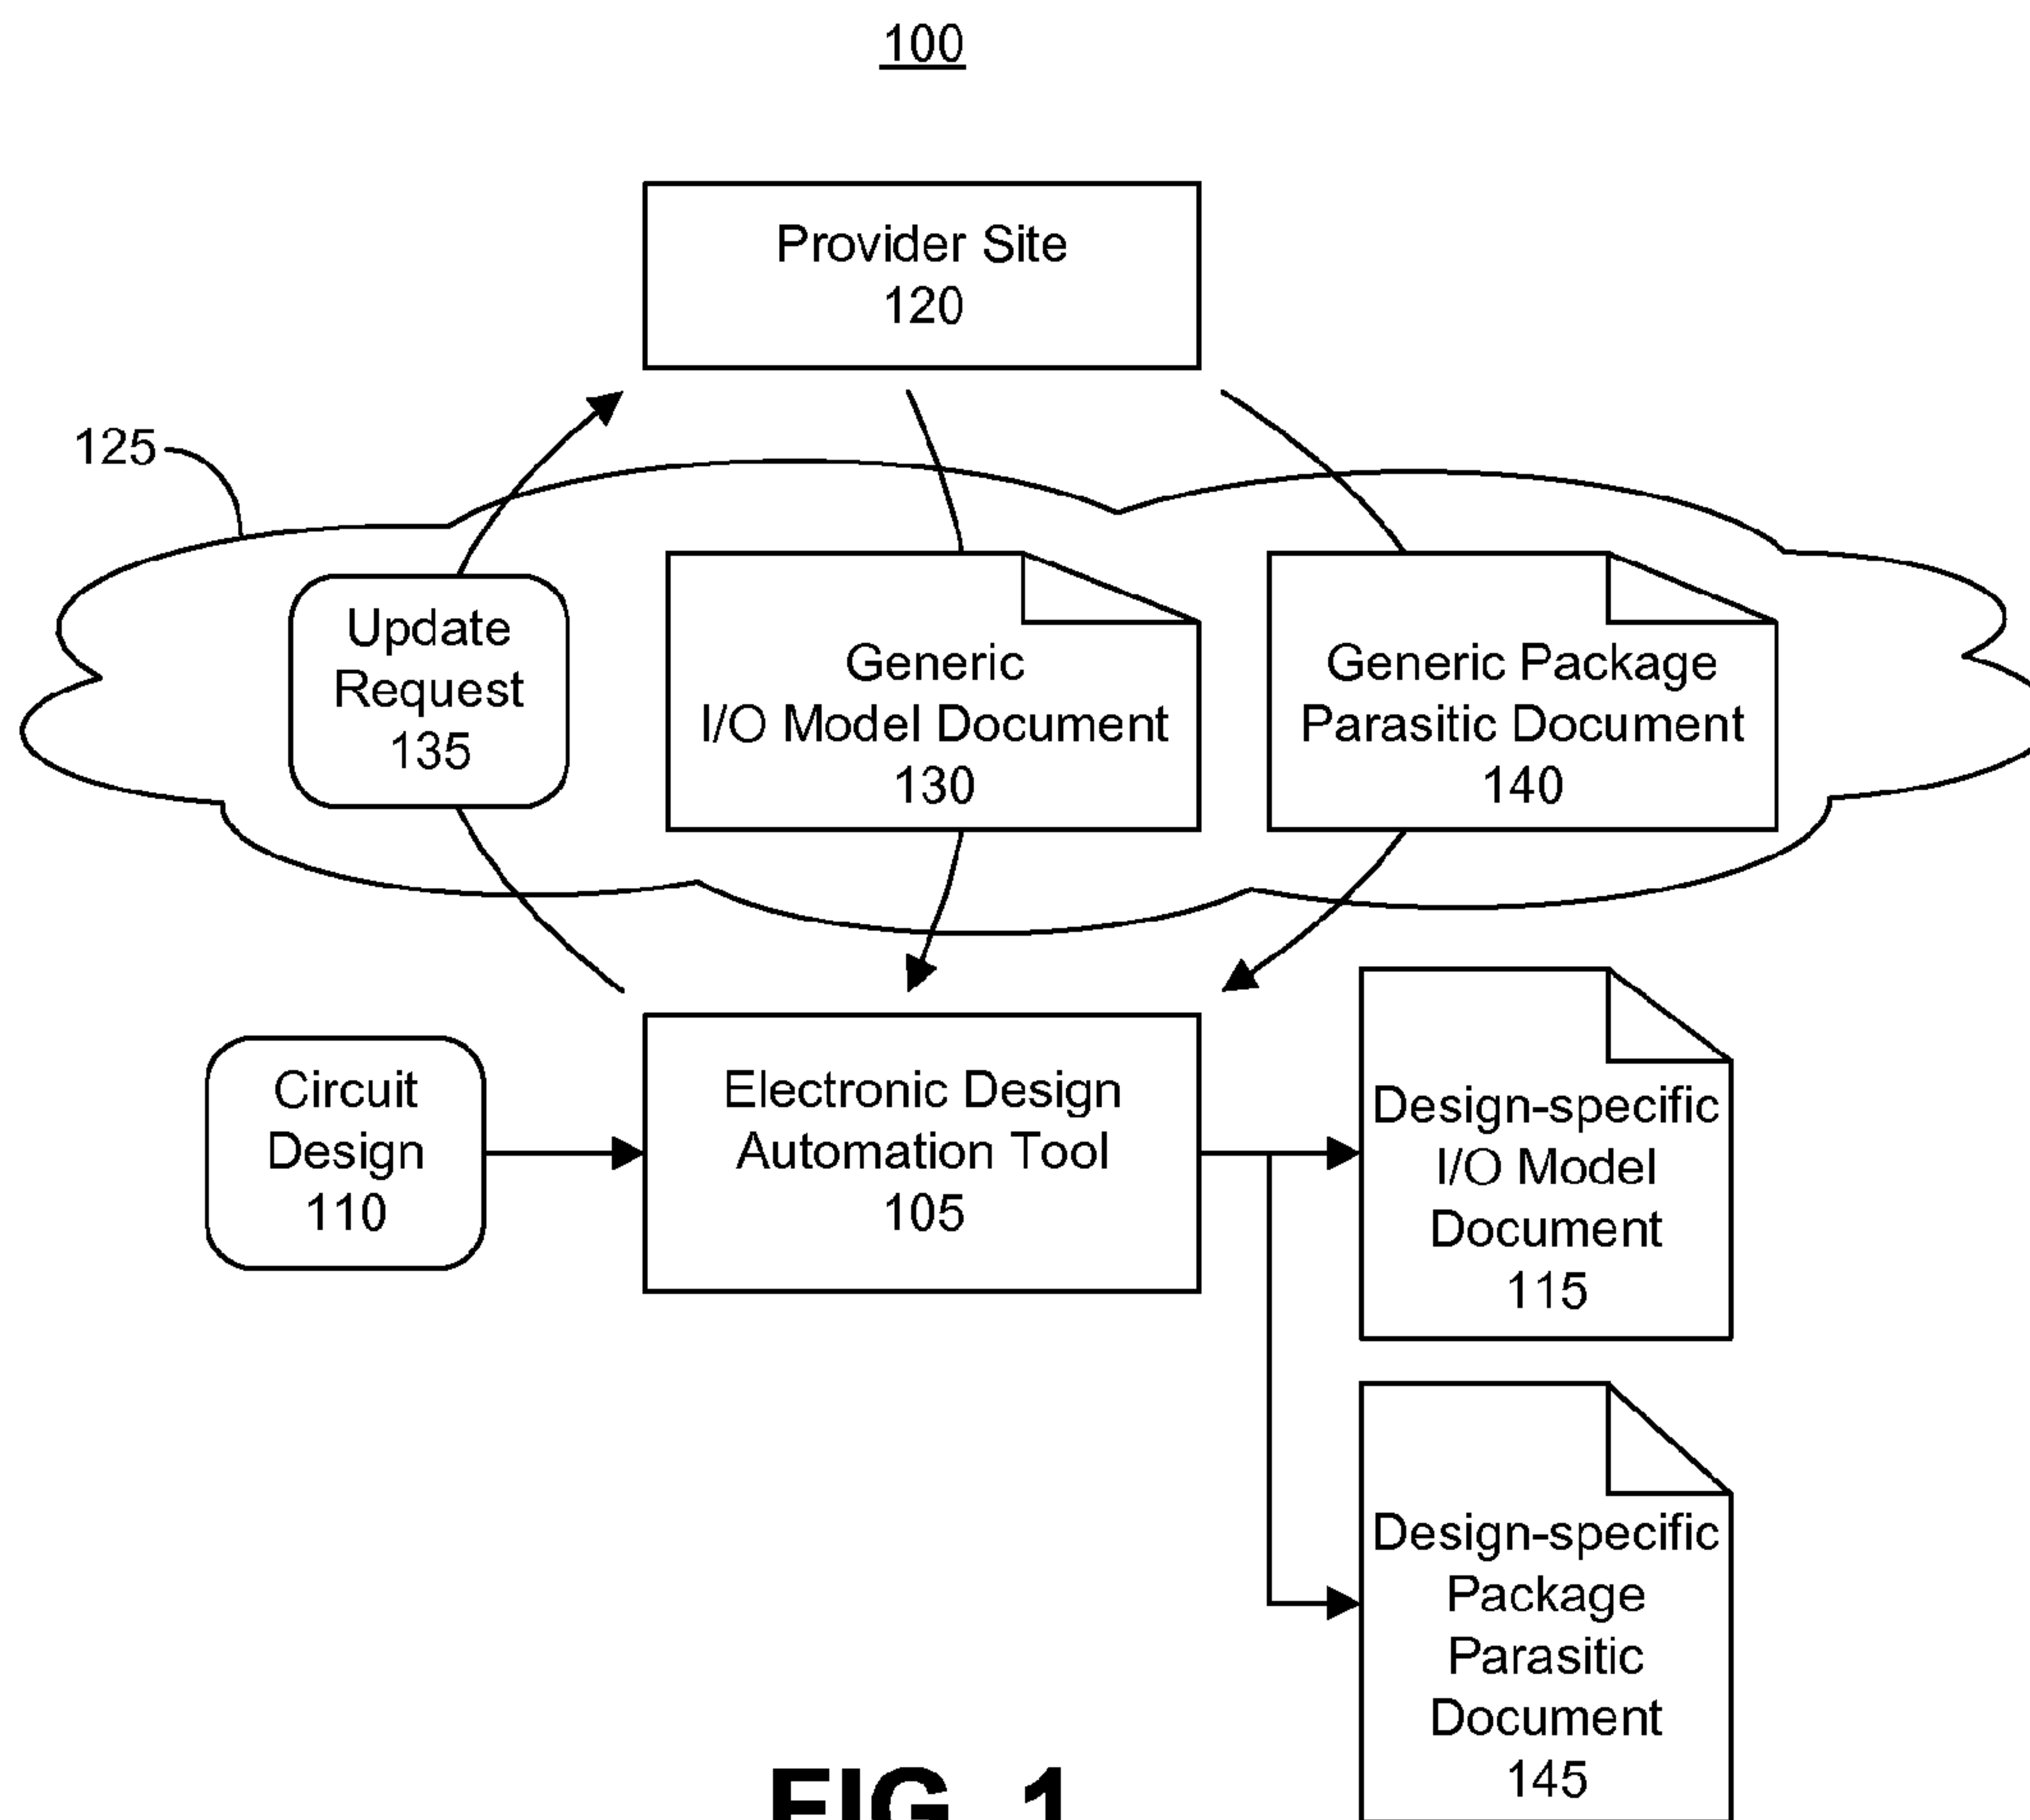 100
Provider Site
120
125
Update
Request
135
Generic
I/O Model Document
130
Generic Package
Parasitic Document
140
Circuit
Design
110
Electronic Design
Automation Tool
105
Design-specific
I/O Model
Document
115
Design-specific
Package
Parasitic
Document
145
FIG. 1